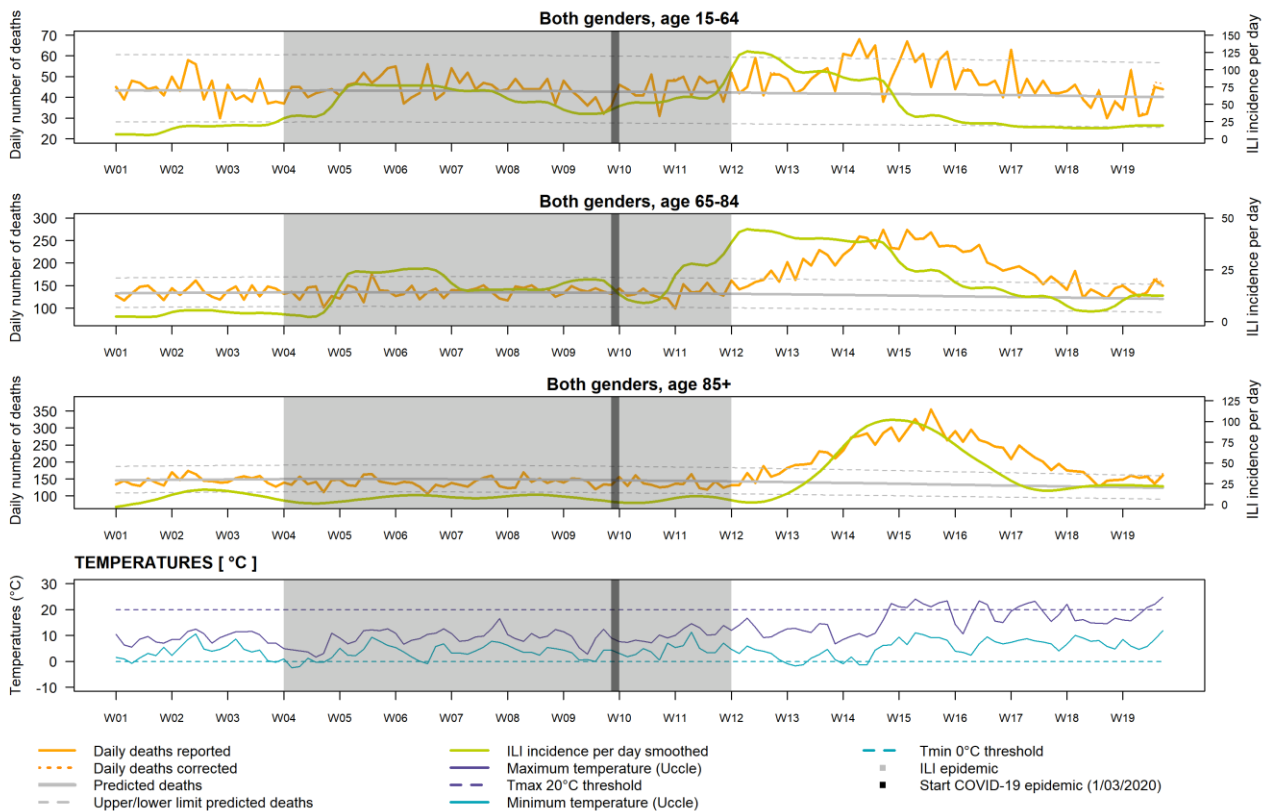 Both genders, age 15-64
Daily number of deaths
70
60
50
40
30
20
150
125
100
75
50
25
0
ILI incidence per day
W01 W02 W03 W04 W05 W06 W07 W08 W09 W10 W11 W12 W13 W14 W15 W16 W17 W18 W19
Both genders, age 65-84
Daily number of deaths
300
250
200
150
100
50
25
0
ILI incidence per day
W01 W02 W03 W04 W05 W06 W07 W08 W09 W10 W11 W12 W13 W14 W15 W16 W17 W18 W19
Both genders, age 85+
Daily number of deaths
350
300
250
200
150
100
125
100
75
50
25
0
ILI incidence per day
W01 W02 W03 W04 W05 W06 W07 W08 W09 W10 W11 W12 W13 W14 W15 W16 W17 W18 W19
TEMPERATURES [ °C ]
Temperatures (°C)
30
20
10
0
-10
W01 W02 W03 W04 W05 W06 W07 W08 W09 W10 W11 W12 W13 W14 W15 W16 W17 W18 W19
Daily deaths reported
Daily deaths corrected
Predicted deaths
Upper/lower limit predicted deaths
ILI incidence per day smoothed
Maximum temperature (Uccle)
Tmax 20°C threshold
Minimum temperature (Uccle)
Tmin 0°C threshold
ILI epidemic
Start COVID-19 epidemic (1/03/2020)